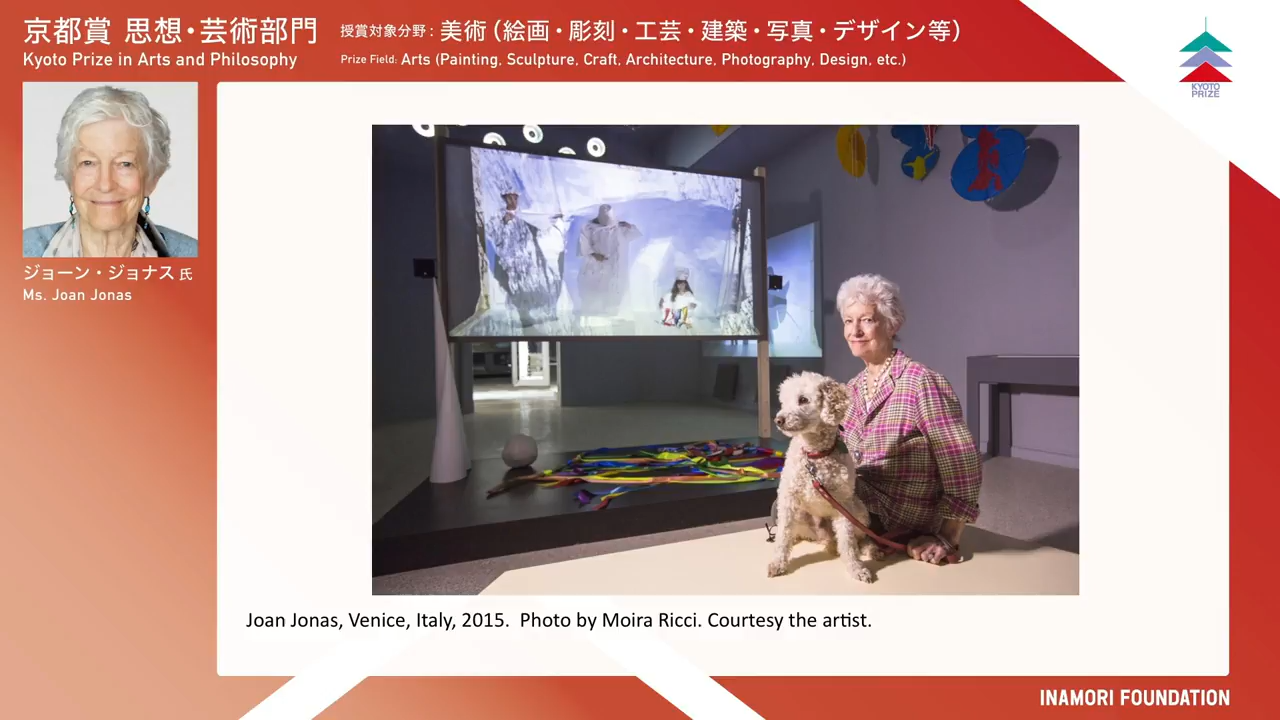 京都賞 思想・芸術部門
授賞対象分野：美術（絵画・彫刻・工芸・建築・写真・デザイン等）
Kyoto Prize in Arts and Philosophy
Prize Field: Arts (Painting, Sculpture, Craft, Architecture, Photography, Design, etc.)
KYOTO
PRIZE
ジョーン・ジョナス 氏
Ms. Joan Jonas
Joan Jonas, Venice, Italy, 2015.  Photo by Moira Ricci. Courtesy the artist.
INAMORI FOUNDATION